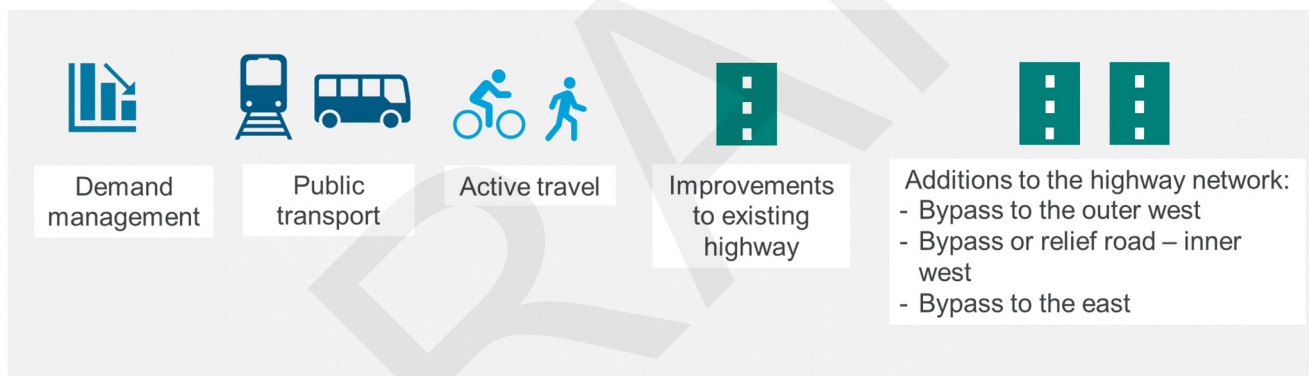 Demand
management
Public
transport
Active travel
Improvements
to existing
highway
Additions to the highway network:
- Bypass to the outer west
- Bypass or relief road – inner
west
- Bypass to the east